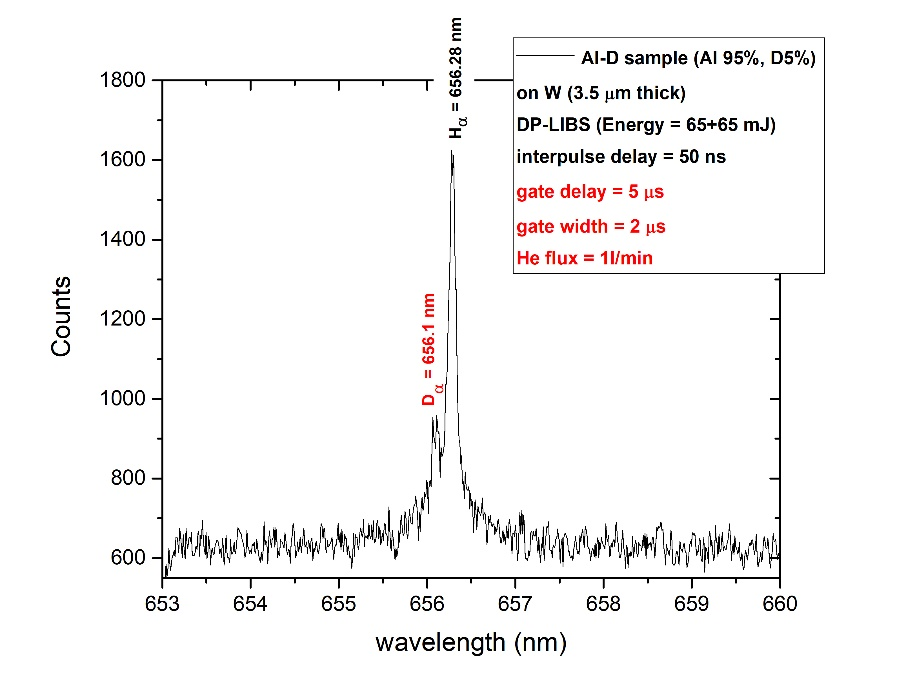 Hα = 656.28 nm
Al-D sample (Al 95%, D5%)
on W (3.5 μm thick)
DP-LIBS (Energy = 65+65 mJ)
interpulse delay = 50 ns
gate delay = 5 μs
gate width = 2 μs
He flux = 1l/min
Dα = 656.1 nm
Counts
1800
1600
1400
1200
1000
800
600
653 654 655 656 657 658 659 660
wavelength (nm)